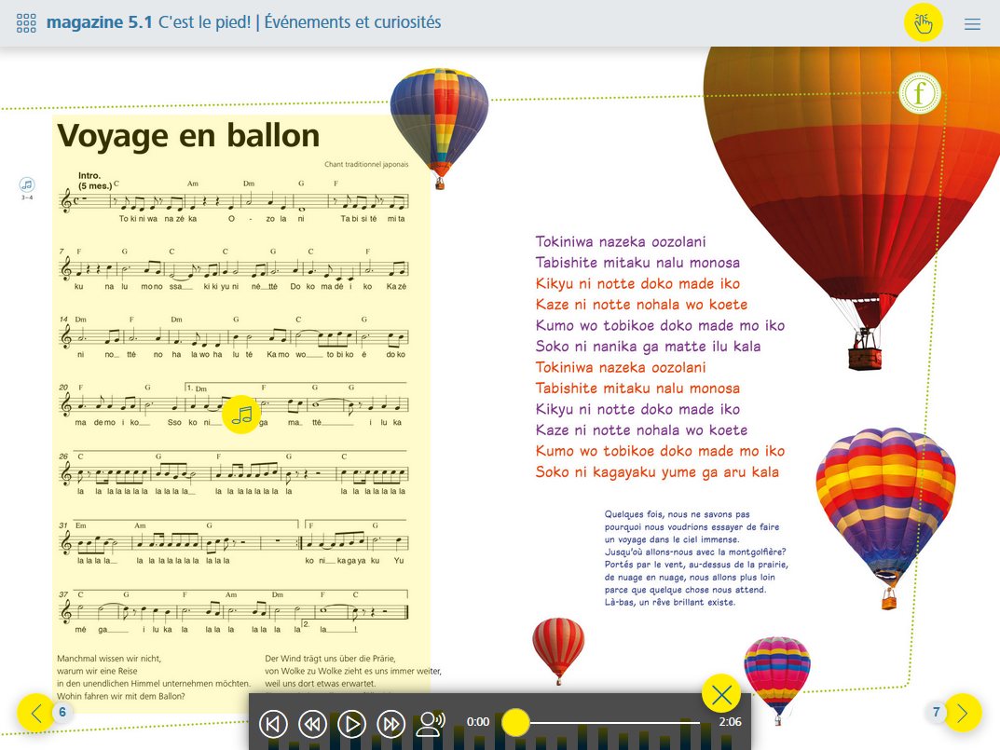 magazine 5.1 C'est le pied! | Événements et curiosités
f
Voyage en ballon
Chant traditionnel japonais
3–4
Intro.
(5 mes.) C Am Dm G F
To ki ni wa na zé ka O - zo la ni Ta bi si té mi ta
7 F G C C G C F
ku na lu mo no ssa ki ki yu ni né tté Do ko ma dé i ko Ka zé
14 Dm F Dm G G C G
ni no tté no ha la wo ha lu té Ka mo wo to bi ko é do ko
20 F G 1. Dm F G G
ma de mo i ko Sso ko ni ga ma tté i lu ka
26 C G F G C
la la la la la la la la la la la la la la la la la la la la la la la
31 Em Am G F G
la la la la la la la la la la la la la la ko ni ka ga ya ku Yu
37 C G F Am Dm F C
mé ga i lu ka la la la la la la la la la
2.
Manchmal wissen wir nicht,
warum wir eine Reise
in den unendlichen Himmel unternehmen möchten.
Wohin fahren wir mit dem Ballon?
Der Wind trägt uns über die Prärie,
von Wolke zu Wolke zieht es uns immer weiter,
weil uns dort etwas erwartet.
Tokiniwa nazeka oozolani
Tabishite mitaku nalu monosa
Kikyu ni notte doko made iko
Kaze ni notte nohala wo koete
Kumo wo tobikoe doko made mo iko
Soko ni nanika ga matte ilu kala
Tokiniwa nazeka oozolani
Tabishite mitaku nalu monosa
Kikyu ni notte doko made iko
Kaze ni notte nohala wo koete
Kumo wo tobikoe doko made mo iko
Soko ni kagayaku yume ga aru kala
Quelques fois, nous ne savons pas
pourquoi nous voudrions essayer de faire
un voyage dans le ciel immense.
Jusqu'où allons-nous avec la montgolfière?
Portés par le vent, au-dessus de la prairie,
de nuage en nuage, nous allons plus loin
parce que quelque chose nous attend.
Là-bas, un rêve brillant existe.
6
7
0:00
2:06